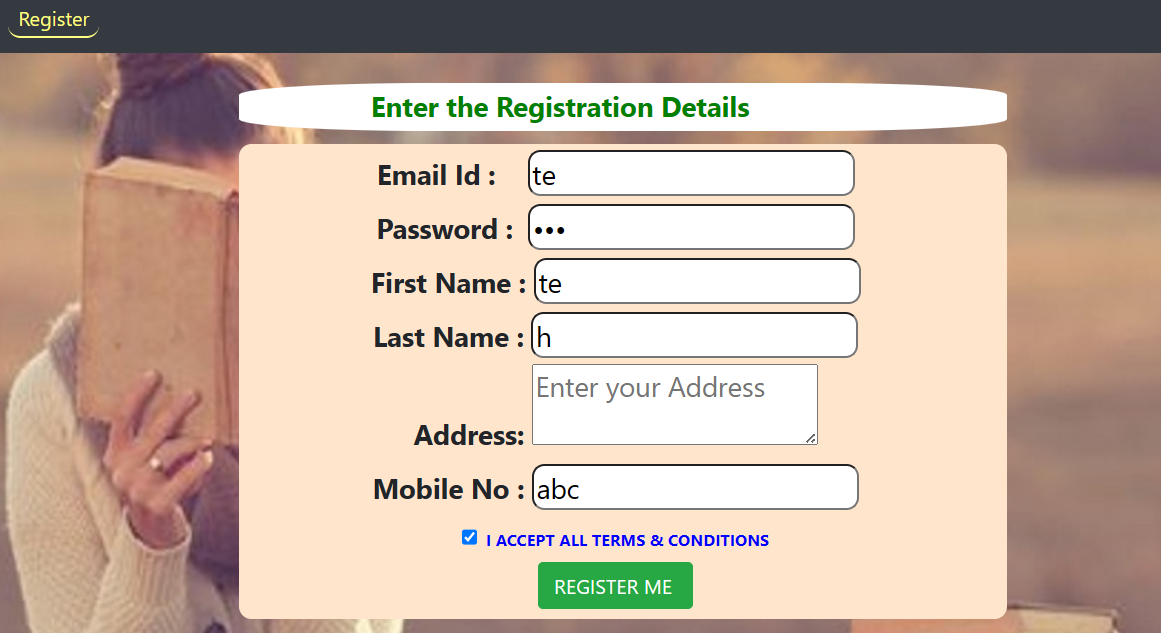 Register
Enter the Registration Details
Email Id : te
Password : •••
First Name : te
Last Name : h
Enter your Address
Address:
Mobile No : abc
I ACCEPT ALL TERMS & CONDITIONS
REGISTER ME